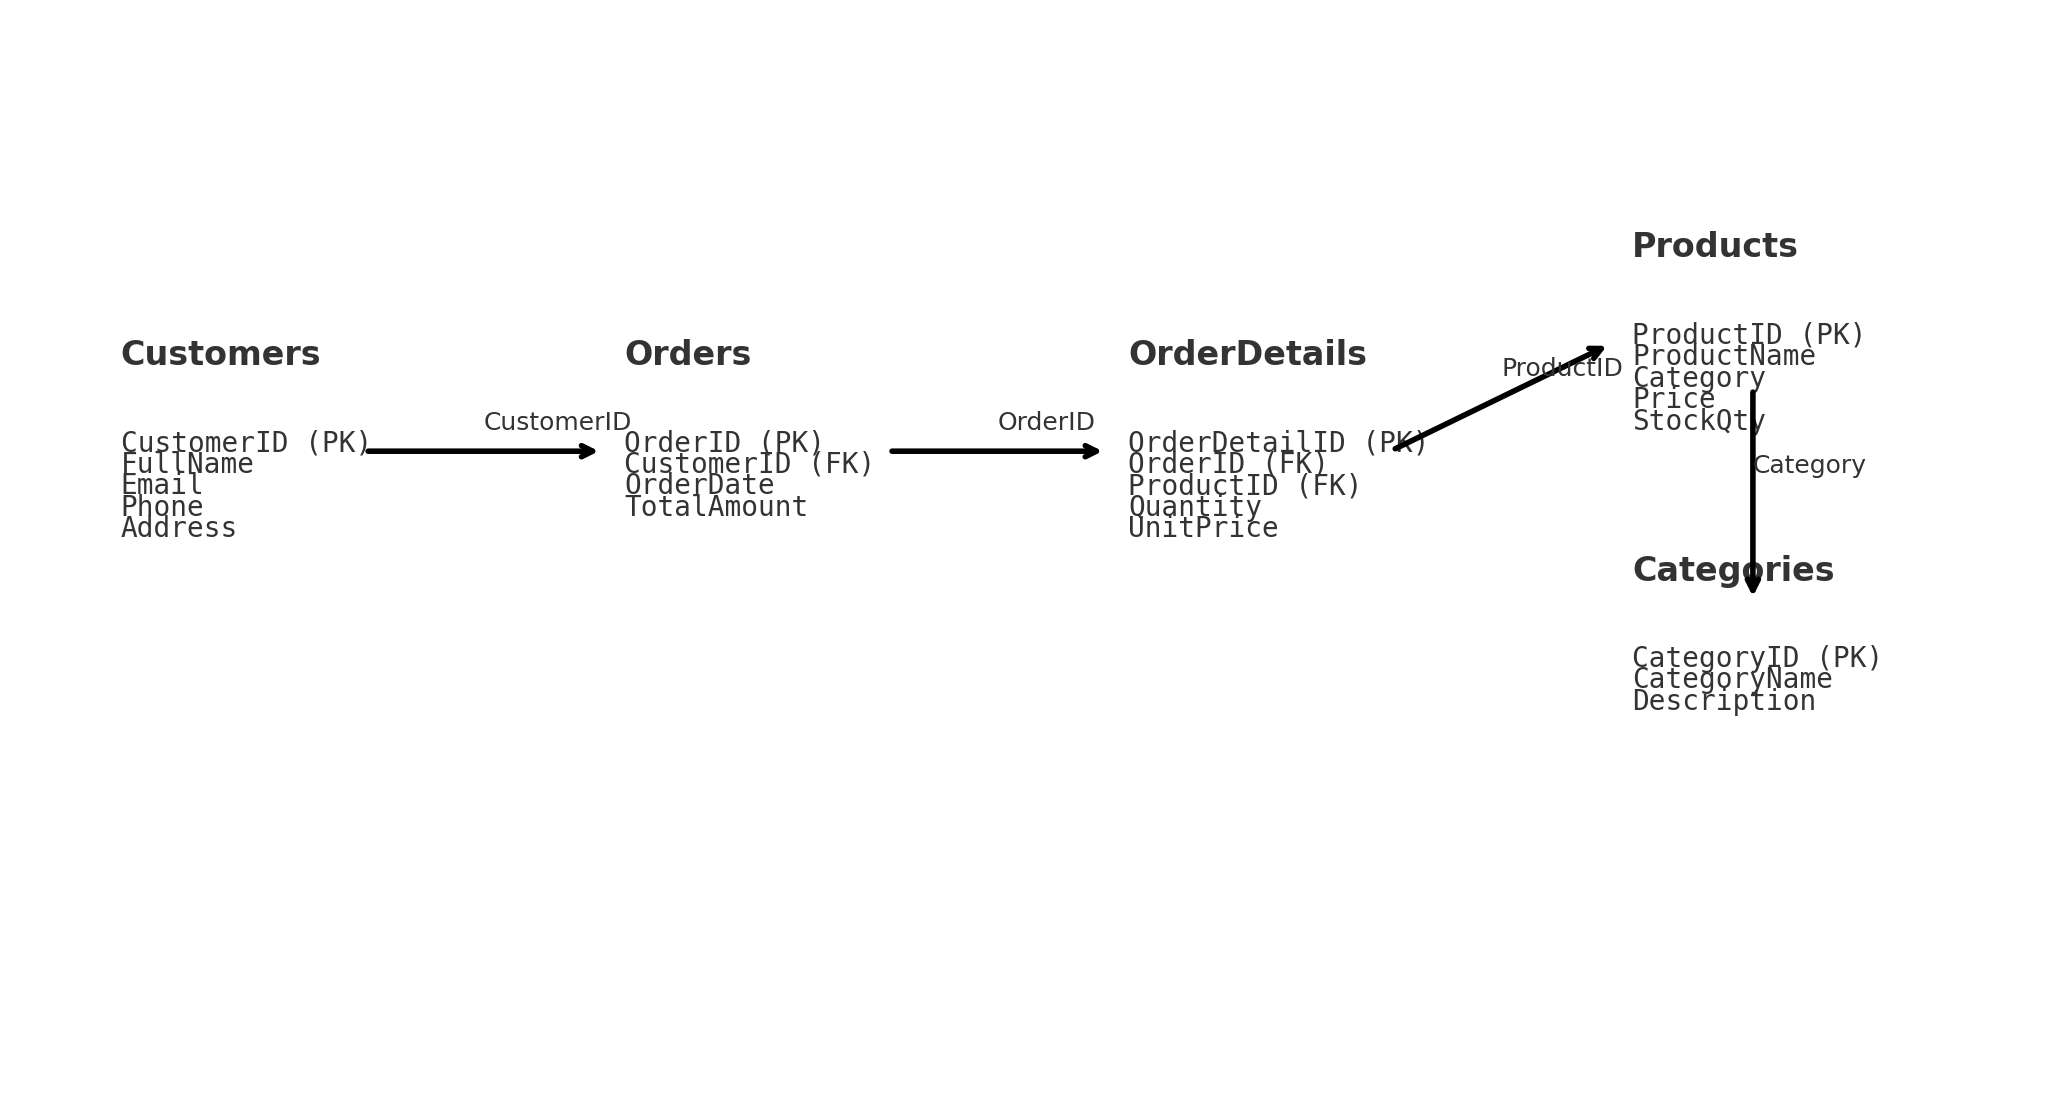 Customers
CustomerID (PK)
FullName
Email
Phone
Address
CustomerID
Orders
OrderID (PK)
CustomerID (FK)
OrderDate
TotalAmount
OrderID
OrderDetails
OrderDetailID (PK)
OrderID (FK)
ProductID (FK)
Quantity
UnitPrice
ProductID
Products
ProductID (PK)
ProductName
Category
Price
StockQty
Category
Categories
CategoryID (PK)
CategoryName
Description